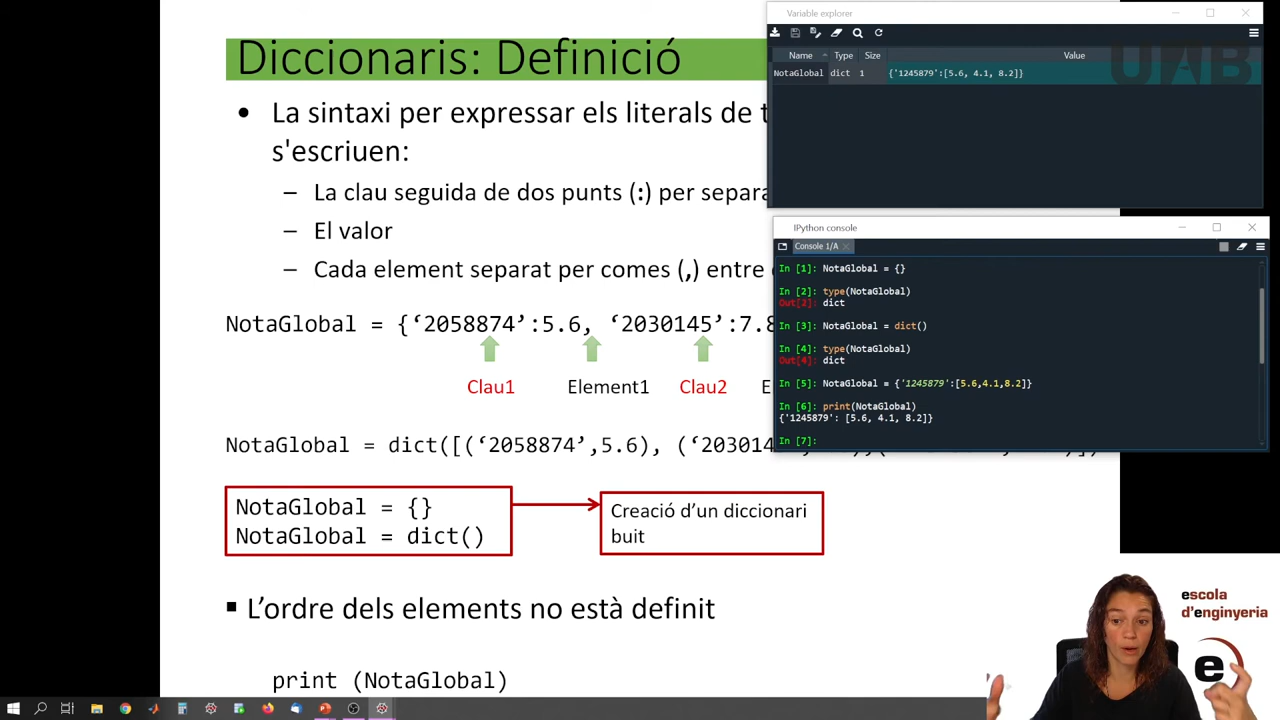 Diccionaris: Definició
• La sintaxi per expressar els literals de t
s'escriuen:
– La clau seguida de dos punts (:) per separa
– El valor
– Cada element separat per comes (,) entre
NotaGlobal = {‘2058874’:5.6, ‘2030145’:7.8
Clau1 Element1 Clau2 E
NotaGlobal = dict([(‘2058874’,5.6), (‘20301
NotaGlobal = {}
NotaGlobal = dict()
Creació d’un diccionari
buit
▪ L’ordre dels elements no està definit
print (NotaGlobal)
Variable explorer
UAB
Name Type Size Value
NotaGlobal dict 1 {'1245879':[5.6, 4.1, 8.2]}
IPython console
Console 1/A
In [1]: NotaGlobal = {}
In [2]: type(NotaGlobal)
Out[2]: dict
In [3]: NotaGlobal = dict()
In [4]: type(NotaGlobal)
Out[4]: dict
In [5]: NotaGlobal = {'1245879':[5.6,4.1,8.2]}
In [6]: print(NotaGlobal)
{'1245879': [5.6, 4.1, 8.2]}
In [7]:
escola
d’enginyeria
e